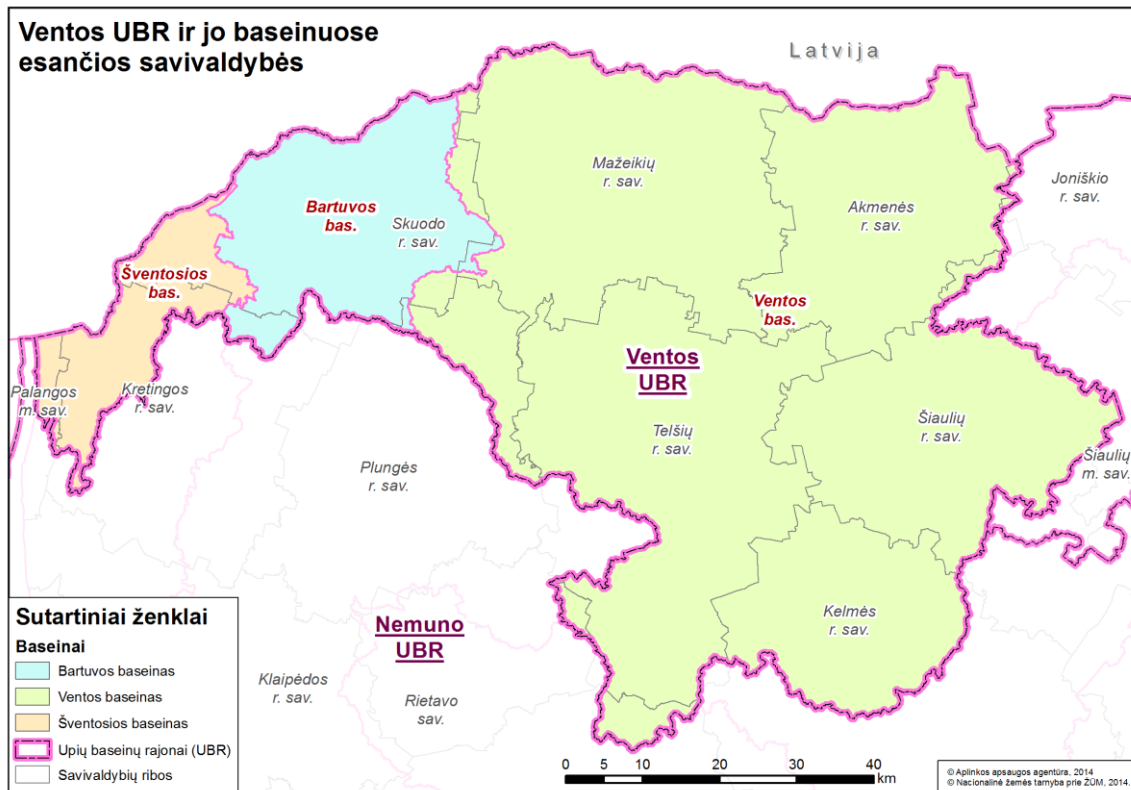 Ventos UBR ir jo baseinuose
esančios savivaldybės
Latvija
Mažeikių
r. sav.
Joniškio
r. sav.
Akmenės
r. sav.
Bartuvos
bas.
Skuodo
r. sav.
Šventosios
bas.
Ventos
bas.
Ventos
UBR
Palangos
m. sav.
Kretingos
r. sav.
Telšių
r. sav.
Šiaulių
r. sav.
Šiaulių
m. sav.
Plungės
r. sav.
Kelmės
r. sav.
Nemuno
UBR
Klaipėdos
r. sav.
Rietavo
sav.
Sutartiniai ženklai
Baseinai
Bartuvos baseinas
Ventos baseinas
Šventosios baseinas
Upių baseinų rajonai (UBR)
Savivaldybių ribos
0 5 10 20 30 40
km
© Aplinkos apsaugos agentūra, 2014
© Nacionalinė žemės tarnyba prie ŽŪM, 2014.